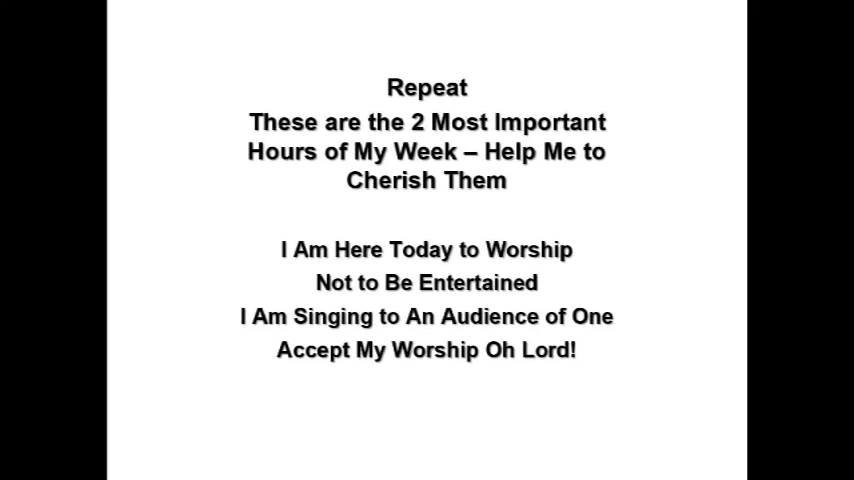 Repeat
These are the 2 Most Important
Hours of My Week – Help Me to
Cherish Them
I Am Here Today to Worship
Not to Be Entertained
I Am Singing to An Audience of One
Accept My Worship Oh Lord!